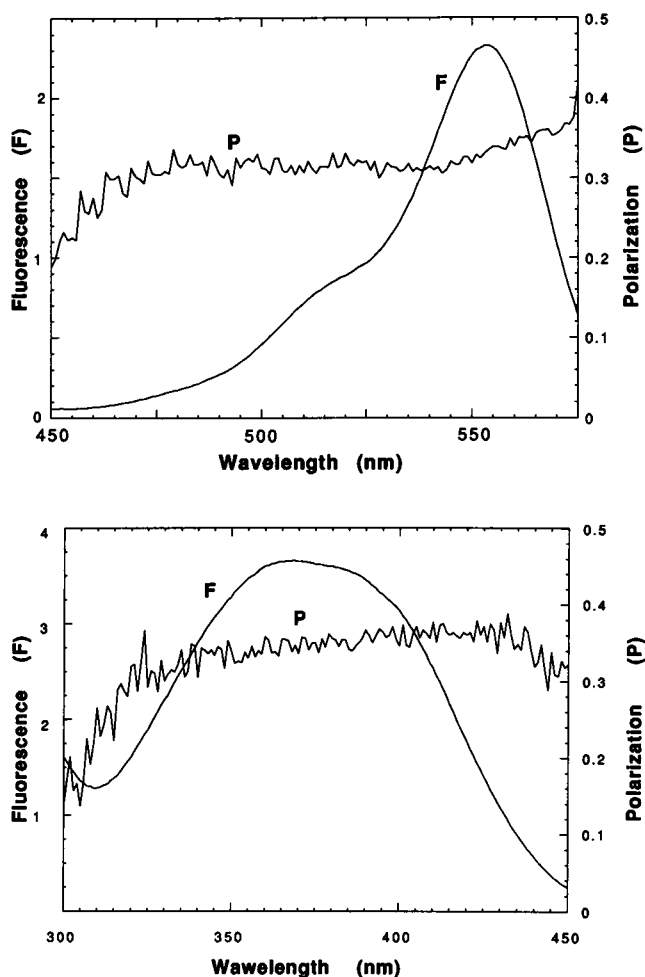 0.5
2
F
0.4
P
0.3
1
0.2
0.1
0
0
450
500
550
Fluorescence (F)
Polarization (P)
Wavelength (nm)
4
0.5
F
0.4
3
P
0.3
2
0.2
1
0.1
0
300
350
400
450
Fluorescence (F)
Polarization (P)
Wawelength (nm)